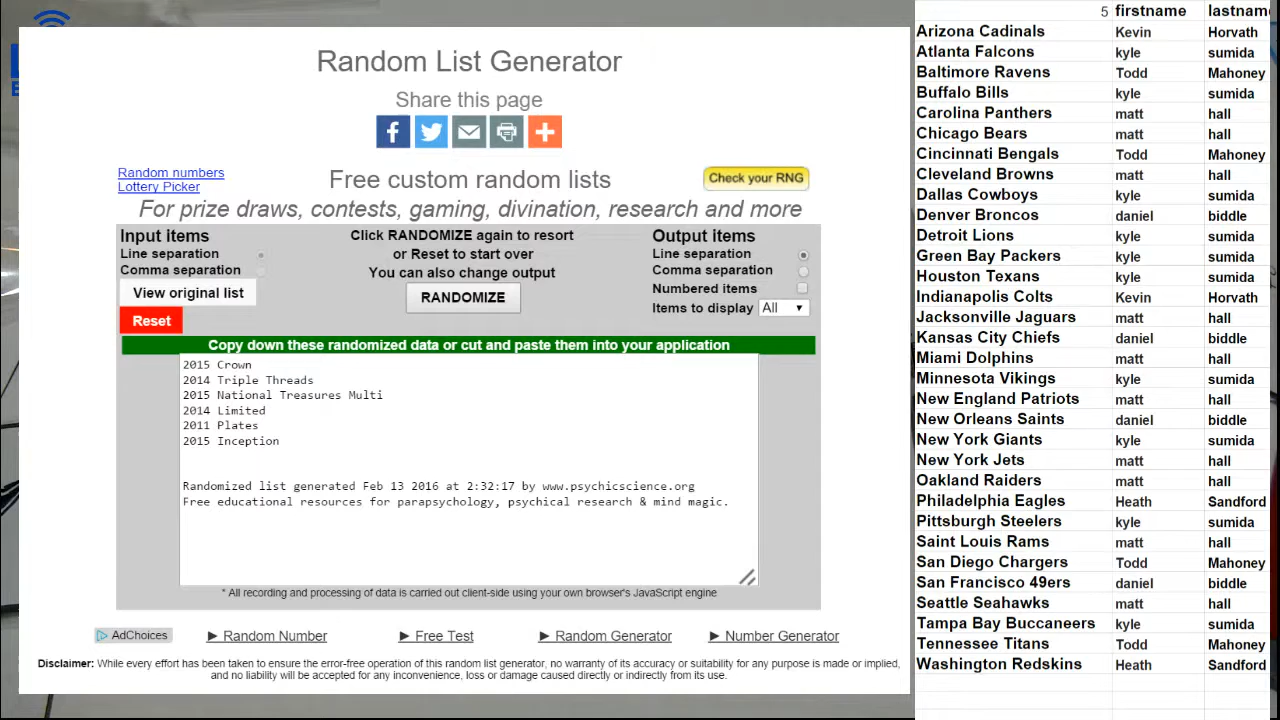 Random List Generator
Share this page
Random numbers
Lottery Picker
Free custom random lists
Check your RNG
For prize draws, contests, gaming, divination, research and more
Input items
Line separation
Comma separation
View original list
Reset
Click RANDOMIZE again to resort
or Reset to start over
You can also change output
RANDOMIZE
Output items
Line separation
Comma separation
Numbered items
Items to display All
Copy down these randomized data or cut and paste them into your application
2015 Crown
2014 Triple Threads
2015 National Treasures Multi
2014 Limited
2011 Plates
2015 Inception
Randomized list generated Feb 13 2016 at 2:32:17 by www.psychicscience.org
Free educational resources for parapsychology, psychical research & mind magic.
* All recording and processing of data is carried out client-side using your own browser's JavaScript engine
AdChoices
► Random Number
► Free Test
► Random Generator
► Number Generator
Disclaimer: While every effort has been taken to ensure the error-free operation of this random list generator, no warranty of its accuracy or suitability for any purpose is made or implied,
and no liability will be accepted for any inconvenience, loss or damage caused directly or indirectly from its use.
5 firstname lastname
Arizona Cadinals Kevin Horvath
Atlanta Falcons kyle sumida
Baltimore Ravens Todd Mahoney
Buffalo Bills kyle sumida
Carolina Panthers matt hall
Chicago Bears matt hall
Cincinnati Bengals Todd Mahoney
Cleveland Browns matt hall
Dallas Cowboys kyle sumida
Denver Broncos daniel biddle
Detroit Lions kyle sumida
Green Bay Packers kyle sumida
Houston Texans kyle sumida
Indianapolis Colts Kevin Horvath
Jacksonville Jaguars matt hall
Kansas City Chiefs daniel biddle
Miami Dolphins matt hall
Minnesota Vikings kyle sumida
New England Patriots matt hall
New Orleans Saints daniel biddle
New York Giants kyle sumida
New York Jets matt hall
Oakland Raiders matt hall
Philadelphia Eagles Heath Sandford
Pittsburgh Steelers kyle sumida
Saint Louis Rams matt hall
San Diego Chargers Todd Mahoney
San Francisco 49ers daniel biddle
Seattle Seahawks matt hall
Tampa Bay Buccaneers kyle sumida
Tennessee Titans Todd Mahoney
Washington Redskins Heath Sandford